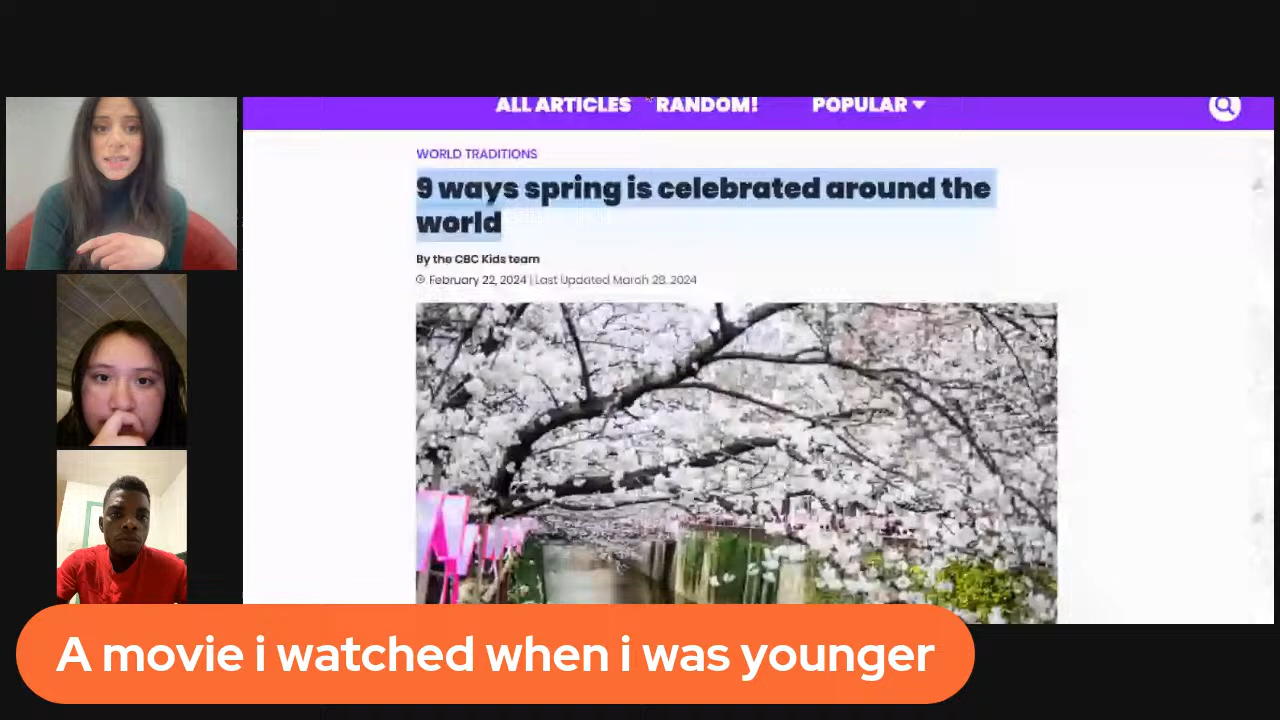 ALL ARTICLES RANDOM! POPULAR
WORLD TRADITIONS
9 ways spring is celebrated around the
world
By the CBC Kids team
February 22, 2024 | Last Updated March 28, 2024
A movie i watched when i was younger